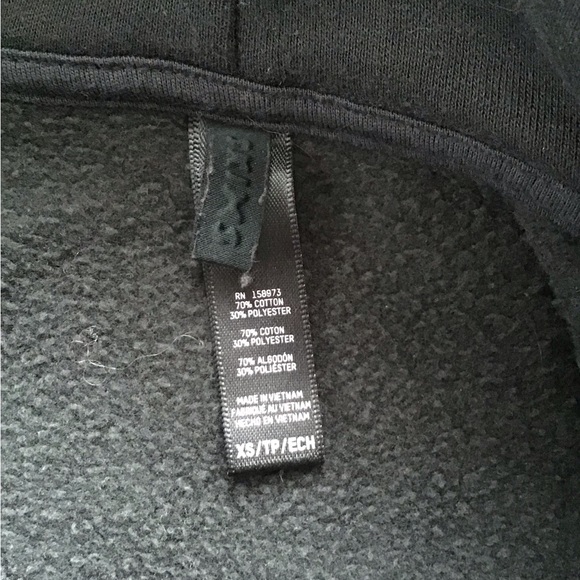 SKIMS
RN 158973
70% COTTON
30% POLYESTER
70% COTON
30% POLYESTER
70% ALGODÓN
30% POLIÉSTER
MADE IN VIETNAM
FABRIQUÉ AU VIETNAM
HECHO EN VIETNAM
XS/TP/ECH